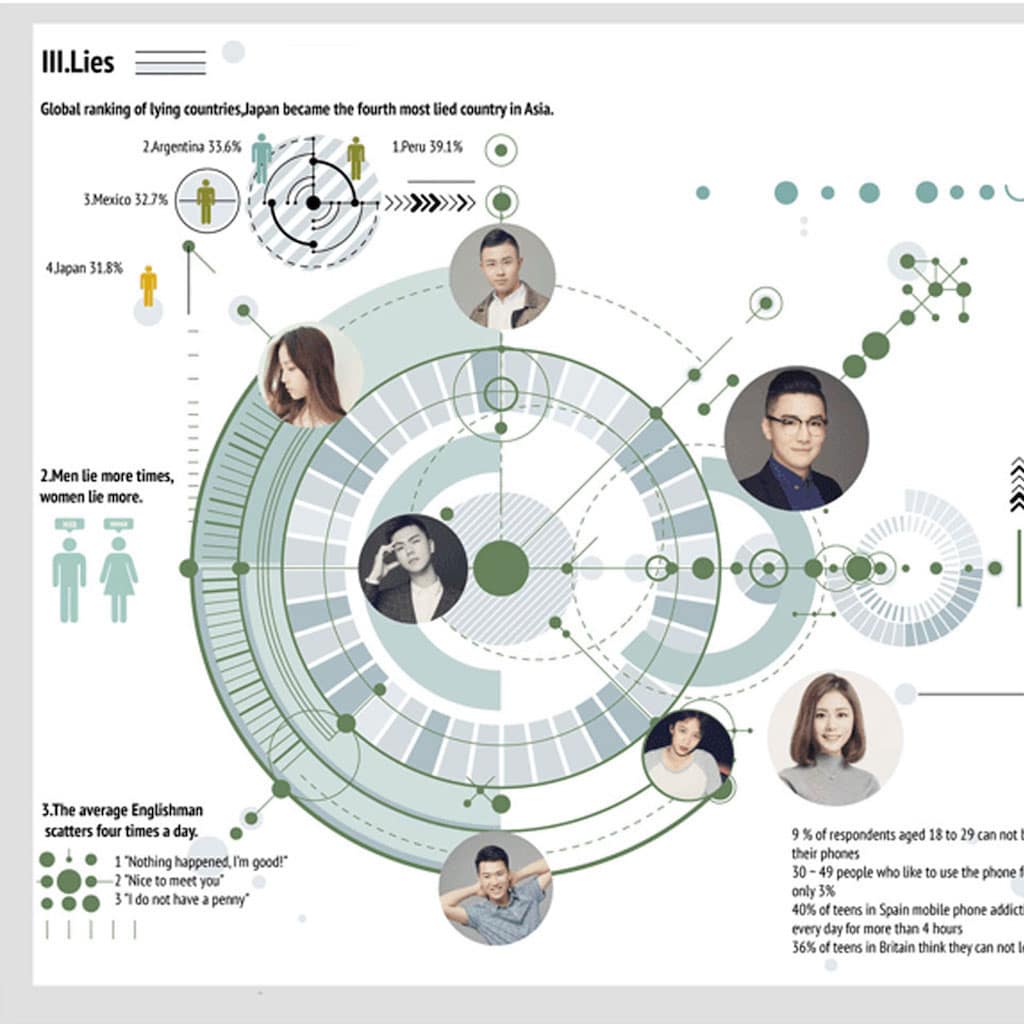 III.Lies
Global ranking of lying countries,Japan became the fourth most lied country in Asia.
2.Argentina 33.6%
1.Peru 39.1%
3.Mexico 32.7%
4.Japan 31.8%
2.Men lie more times,
women lie more.
3.The average Englishman
scatters four times a day.
1 "Nothing happened, I'm good!"
2 "Nice to meet you"
3 "I do not have a penny"
9 % of respondents aged 18 to 29 can not
their phones
30 – 49 people who like to use the phone
only 3%
40% of teens in Spain mobile phone
every day for more than 4 hours
36% of teens in Britain think they can not